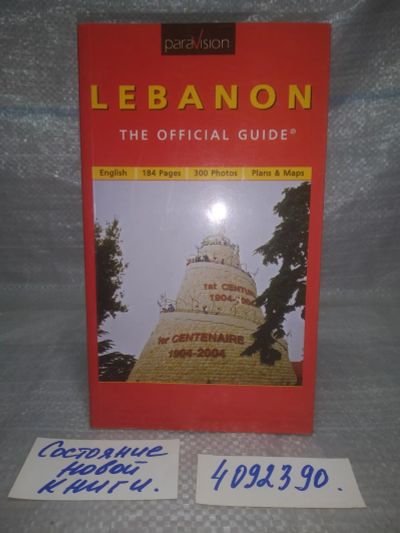 paraVision
LEBANON
THE OFFICIAL GUIDE®
English 184 Pages 300 Photos Plans & Maps
1st CENTURY
1904-2004
1er CENTENAIRE
1904-2004
Состояние
новой
книги.
4092390.